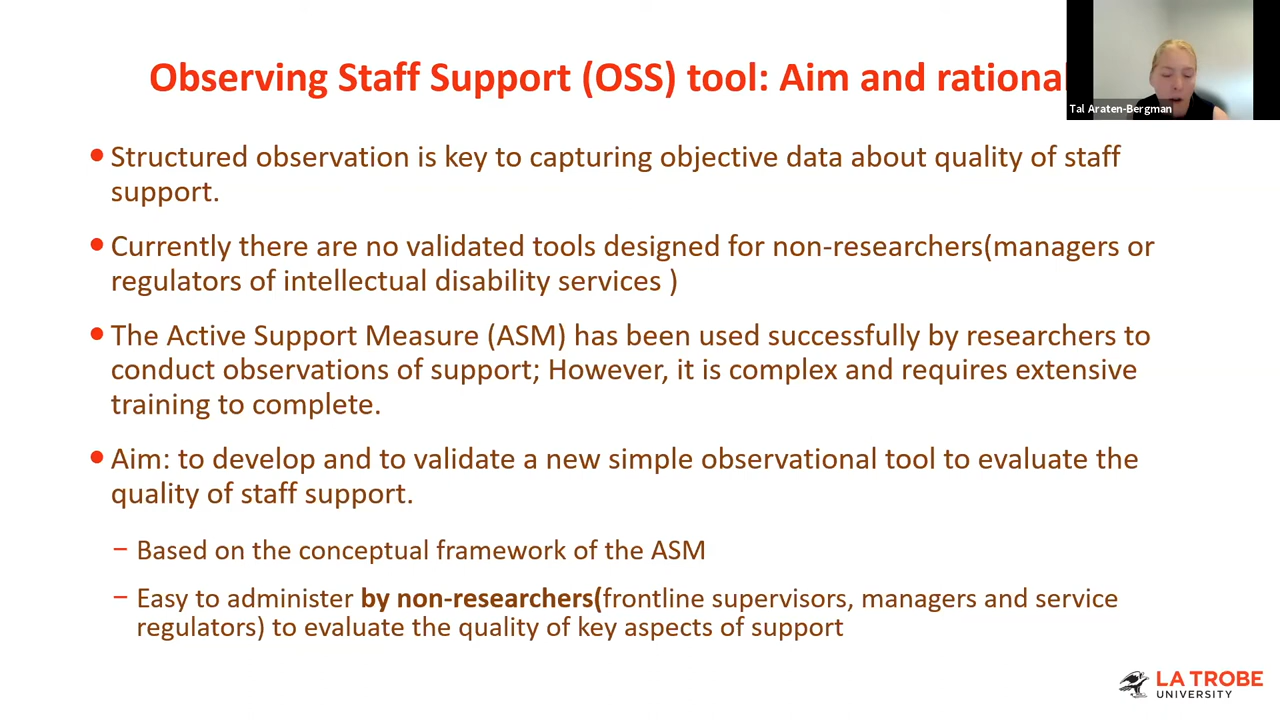 Observing Staff Support (OSS) tool: Aim and rational
Tal Araten-Bergman
• Structured observation is key to capturing objective data about quality of staff
support.
• Currently there are no validated tools designed for non-researchers(managers or
regulators of intellectual disability services )
• The Active Support Measure (ASM) has been used successfully by researchers to
conduct observations of support; However, it is complex and requires extensive
training to complete.
• Aim: to develop and to validate a new simple observational tool to evaluate the
quality of staff support.
− Based on the conceptual framework of the ASM
− Easy to administer by non-researchers(frontline supervisors, managers and service
regulators) to evaluate the quality of key aspects of support
LA TROBE
UNIVERSITY